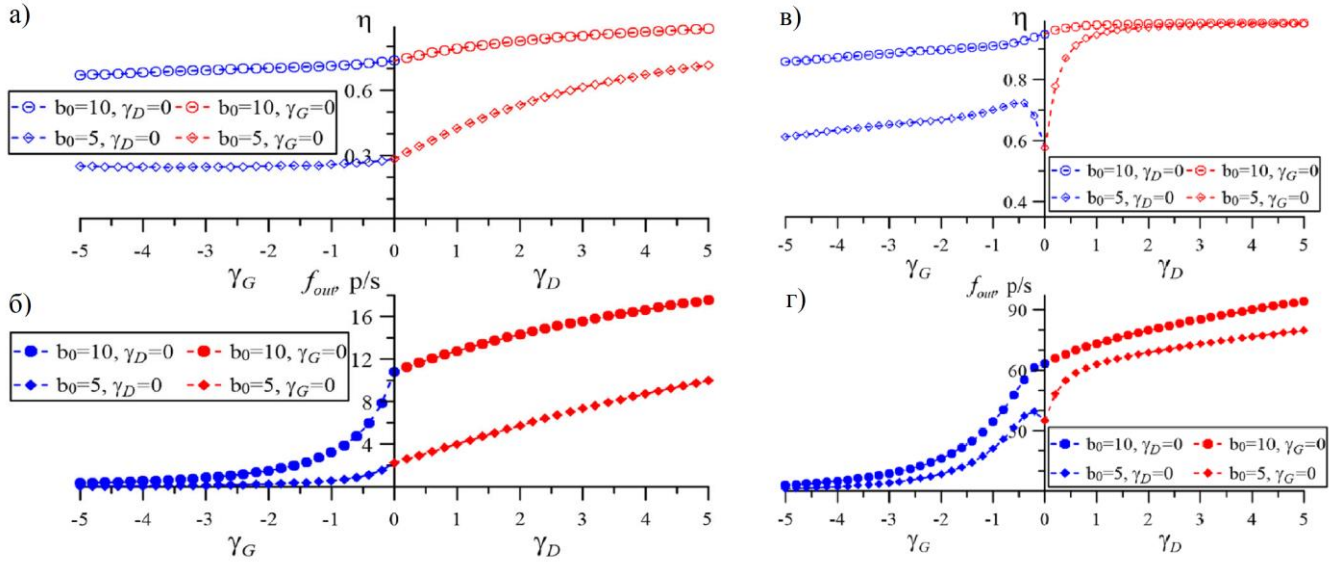 а)
η
0.6
0.3
b₀=10, γ_D=0 b₀=10, γ_G=0
b₀=5, γ_D=0 b₀=5, γ_G=0
-5 -4 -3 -2 -1 0 1 2 3 4 5
γ_G γ_D
в)
η
0.9
0.8
0.6
0.4
b₀=10, γ_D=0 b₀=10, γ_G=0
b₀=5, γ_D=0 b₀=5, γ_G=0
-5 -4 -3 -2 -1 0 1 2 3 4 5
γ_G γ_D
б)
f_out, p/s
16
12
8
4
b₀=10, γ_D=0 b₀=10, γ_G=0
b₀=5, γ_D=0 b₀=5, γ_G=0
-5 -4 -3 -2 -1 0 1 2 3 4 5
γ_G γ_D
г)
f_out, p/s
90
60
30
b₀=10, γ_D=0 b₀=10, γ_G=0
b₀=5, γ_D=0 b₀=5, γ_G=0
-5 -4 -3 -2 -1 0 1 2 3 4 5
γ_G γ_D